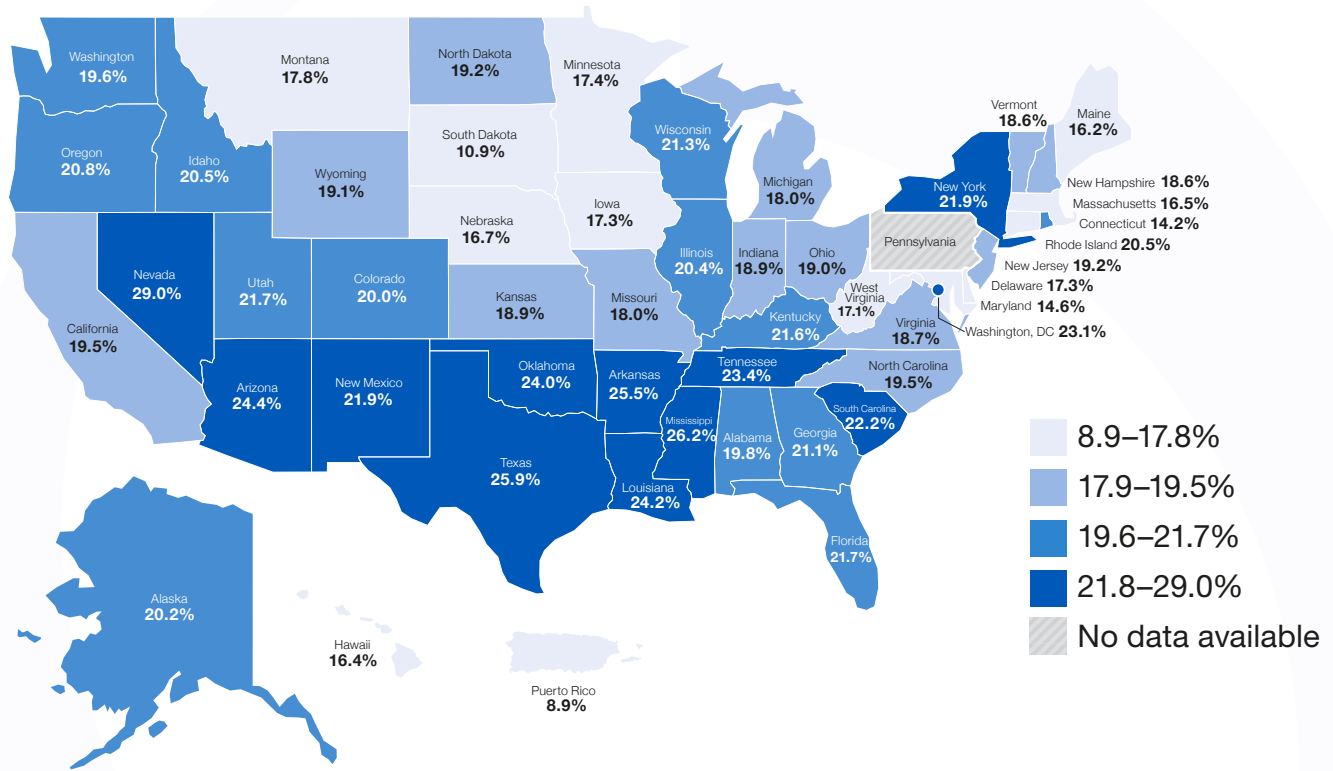 Washington
19.6%
Montana
17.8%
North Dakota
19.2%
Minnesota
17.4%
Vermont
18.6%
Maine
16.2%
Oregon
20.8%
Idaho
20.5%
Wyoming
19.1%
South Dakota
10.9%
Wisconsin
21.3%
Michigan
18.0%
New York
21.9%
New Hampshire 18.6%
Massachusetts 16.5%
Connecticut 14.2%
Rhode Island 20.5%
New Jersey 19.2%
Delaware 17.3%
Maryland 14.6%
Washington, DC 23.1%
Nebraska
16.7%
Iowa
17.3%
Pennsylvania
Nevada
29.0%
Utah
21.7%
Colorado
20.0%
Kansas
18.9%
Missouri
18.0%
Illinois
20.4%
Indiana
18.9%
Ohio
19.0%
West
Virginia
17.1%
Virginia
18.7%
Kentucky
21.6%
California
19.5%
Arizona
24.4%
New Mexico
21.9%
Oklahoma
24.0%
Arkansas
25.5%
Tennessee
23.4%
North Carolina
19.5%
South Carolina
22.2%
Texas
25.9%
Louisiana
24.2%
Mississippi
26.2%
Alabama
19.8%
Georgia
21.1%
Florida
21.7%
Alaska
20.2%
Hawaii
16.4%
Puerto Rico
8.9%
8.9–17.8%
17.9–19.5%
19.6–21.7%
21.8–29.0%
No data available